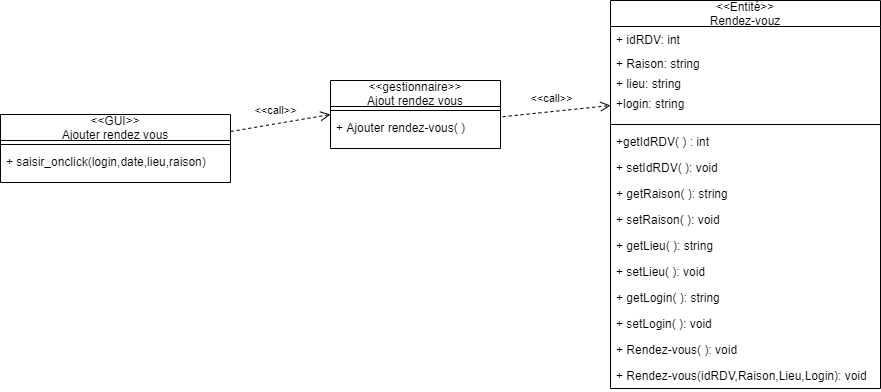 <<GUI>>
Ajouter rendez vous
+ saisir_onclick(login,date,lieu,raison)
<<call>>
<<gestionnaire>>
Ajout rendez vous
+ Ajouter rendez-vous( )
<<call>>
<<Entité>>
Rendez-vouz
+ idRDV: int
+ Raison: string
+ lieu: string
+login: string
+getIdRDV( ) : int
+ setIdRDV( ): void
+ getRaison( ): string
+ setRaison( ): void
+ getLieu( ): string
+ setLieu( ): void
+ getLogin( ): string
+ setLogin( ): void
+ Rendez-vous( ): void
+ Rendez-vous(idRDV,Raison,Lieu,Login): void